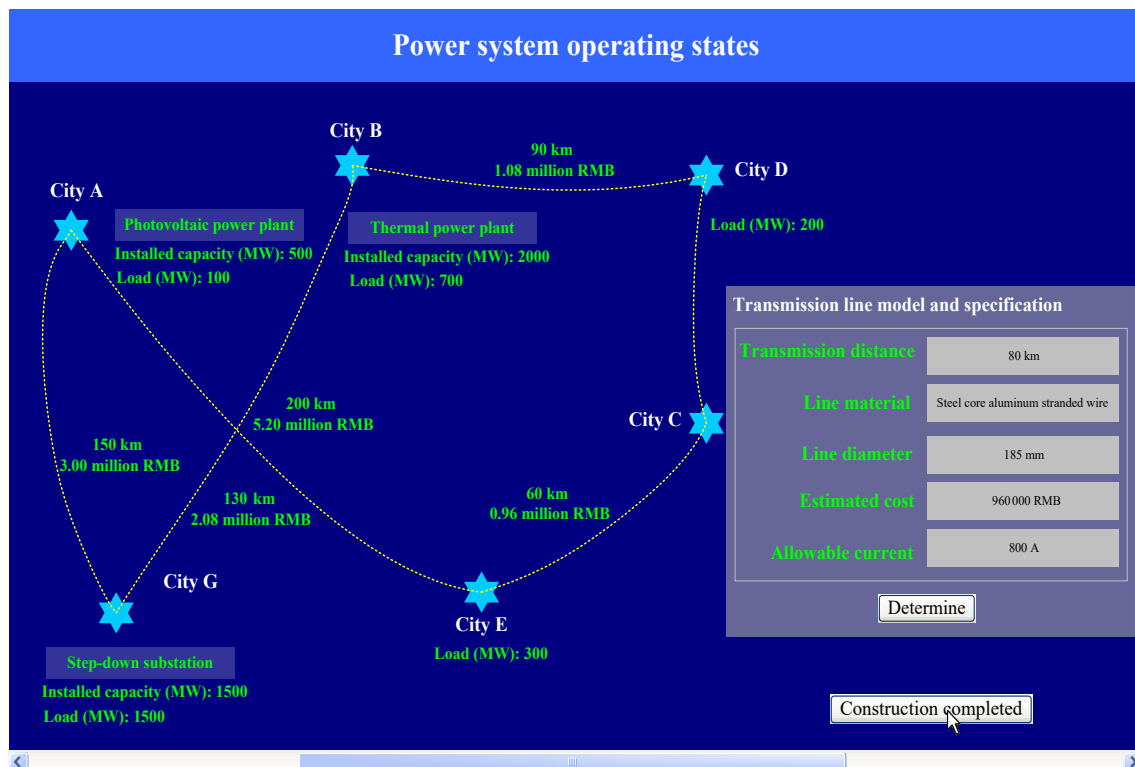 Power system operating states
City B
90 km
1.08 million RMB
City D
City A
Photovoltaic power plant
Installed capacity (MW): 500
Load (MW): 100
Thermal power plant
Installed capacity (MW): 2000
Load (MW): 700
Load (MW): 200
Transmission line model and specification
Transmission distance
80 km
Line material
Steel core aluminum stranded wire
Line diameter
185 mm
Estimated cost
960 000 RMB
Allowable current
800 A
Determine
200 km
5.20 million RMB
City C
150 km
3.00 million RMB
130 km
2.08 million RMB
60 km
0.96 million RMB
City G
City E
Load (MW): 300
Step-down substation
Installed capacity (MW): 1500
Load (MW): 1500
Construction completed